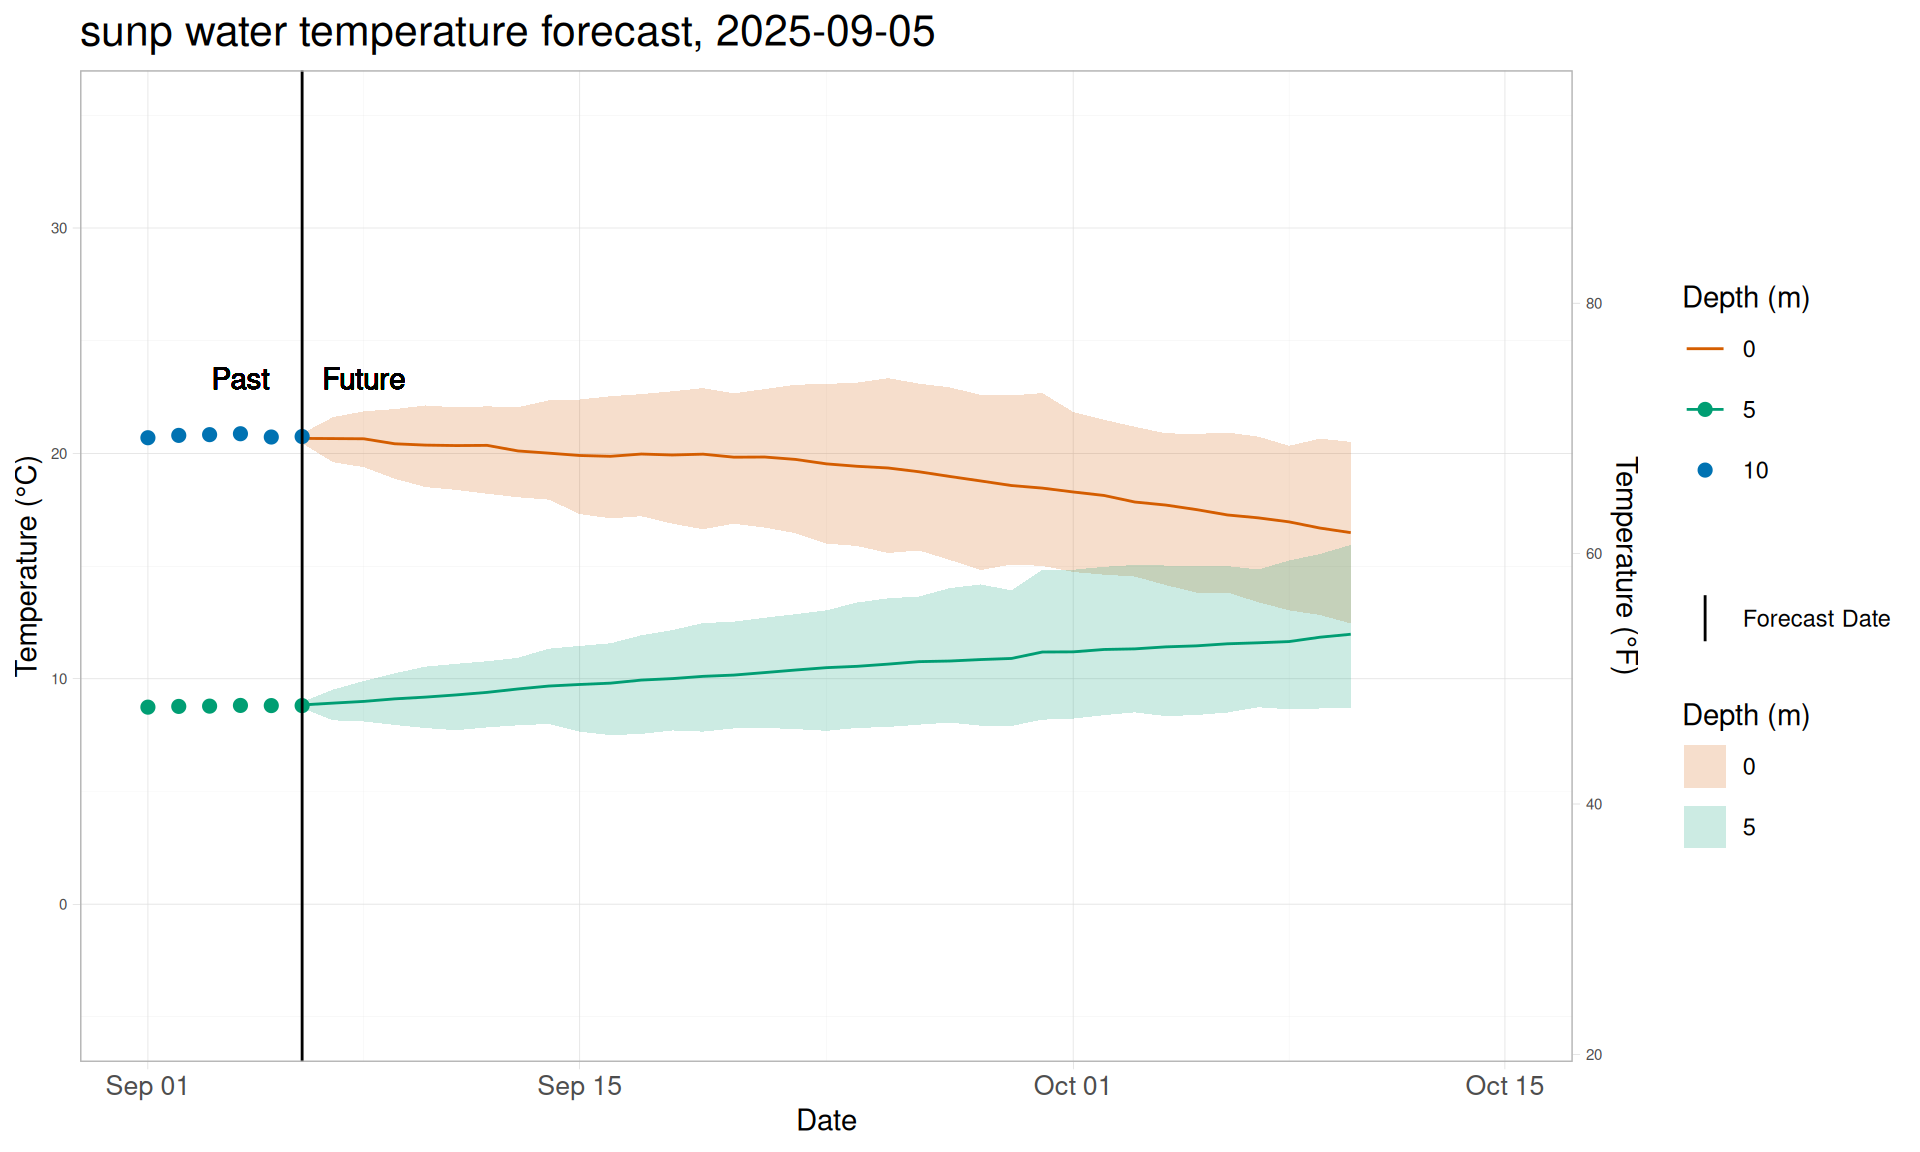 sunp water temperature forecast, 2025-09-05
Temperature (°C)
30
20
10
0
Past
Future
Sep 01
Sep 15
Oct 01
Oct 15
Date
80
60
40
20
Temperature (°F)
Depth (m)
0
5
10
Forecast Date
Depth (m)
0
5